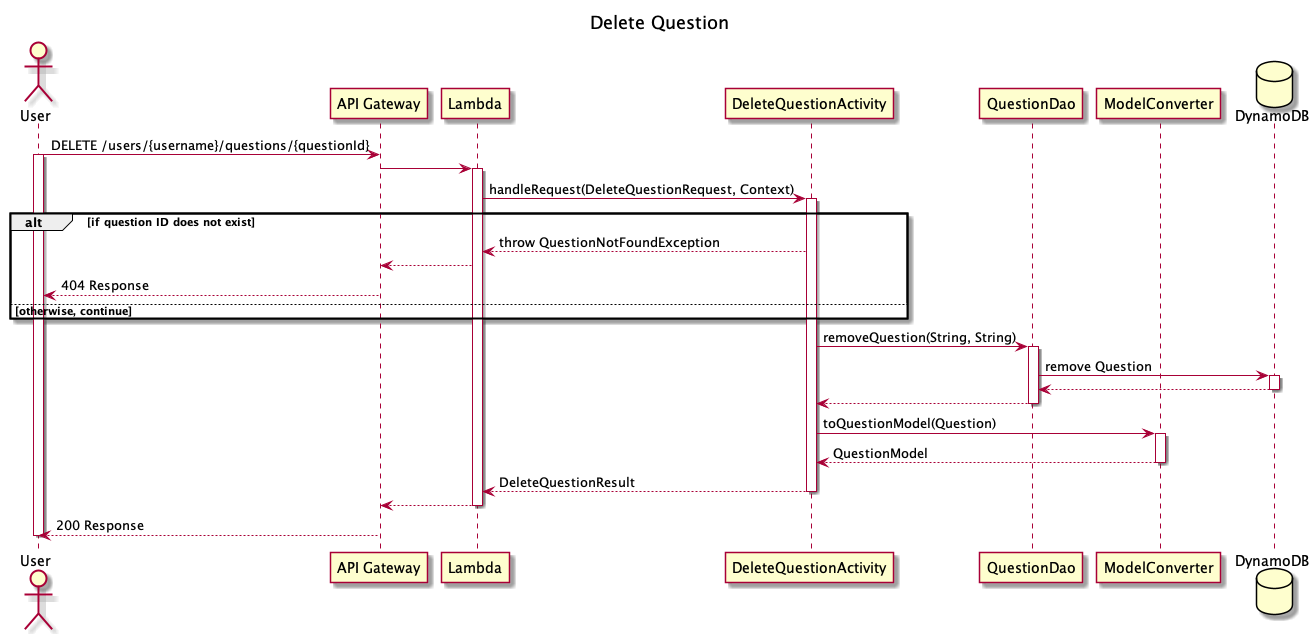 Delete Question
User
API Gateway
Lambda
DeleteQuestionActivity
QuestionDao
ModelConverter
DynamoDB
DELETE /users/{username}/questions/{questionId}
handleRequest(DeleteQuestionRequest, Context)
alt
[if question ID does not exist]
throw QuestionNotFoundException
404 Response
[otherwise, continue]
removeQuestion(String, String)
remove Question
toQuestionModel(Question)
QuestionModel
DeleteQuestionResult
200 Response
User
API Gateway
Lambda
DeleteQuestionActivity
QuestionDao
ModelConverter
DynamoDB